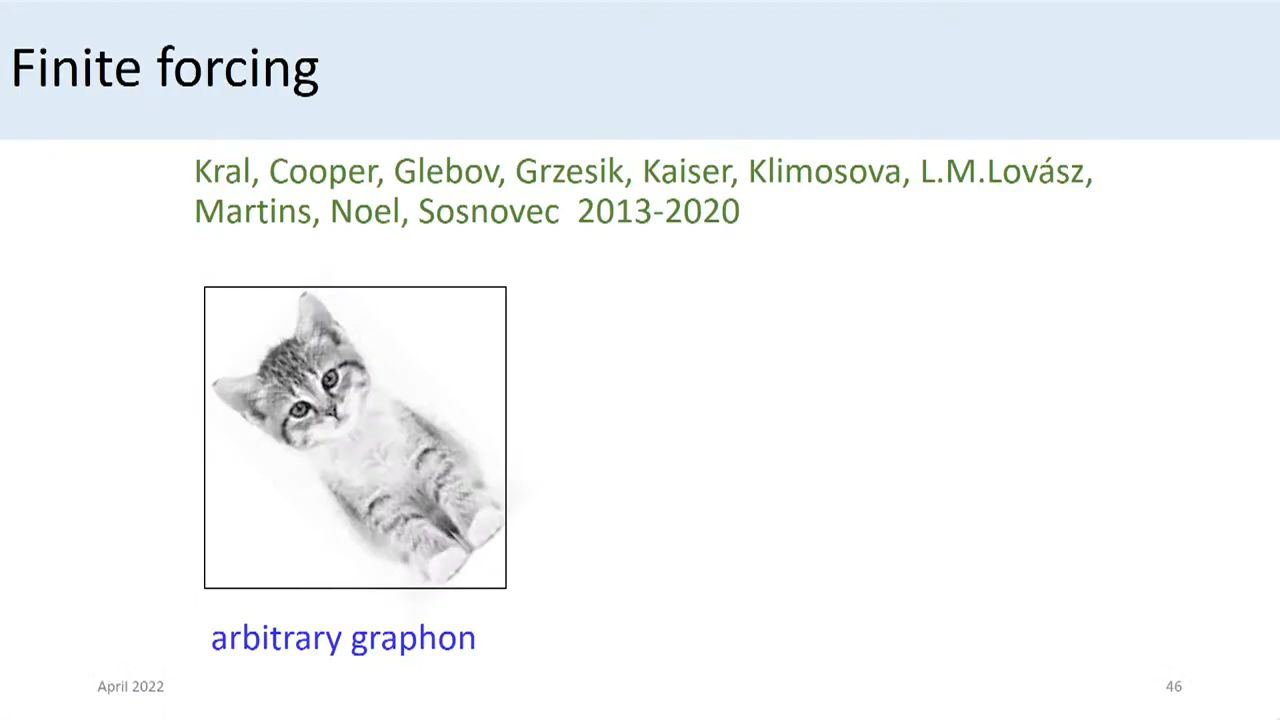 Finite forcing
Kral, Cooper, Glebov, Grzesik, Kaiser, Klimosova, L.M.Lovász,
Martins, Noel, Sosnovec 2013-2020
arbitrary graphon
April 2022
46